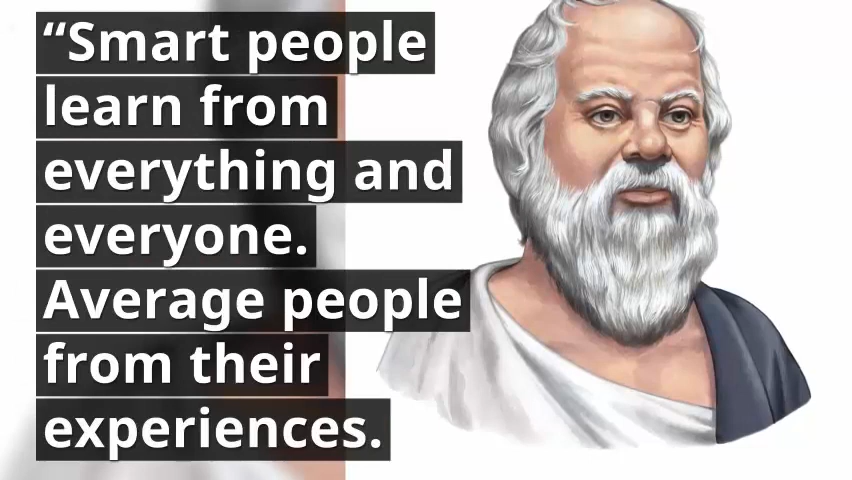 “Smart people
learn from
everything and
everyone.
Average people
from their
experiences.